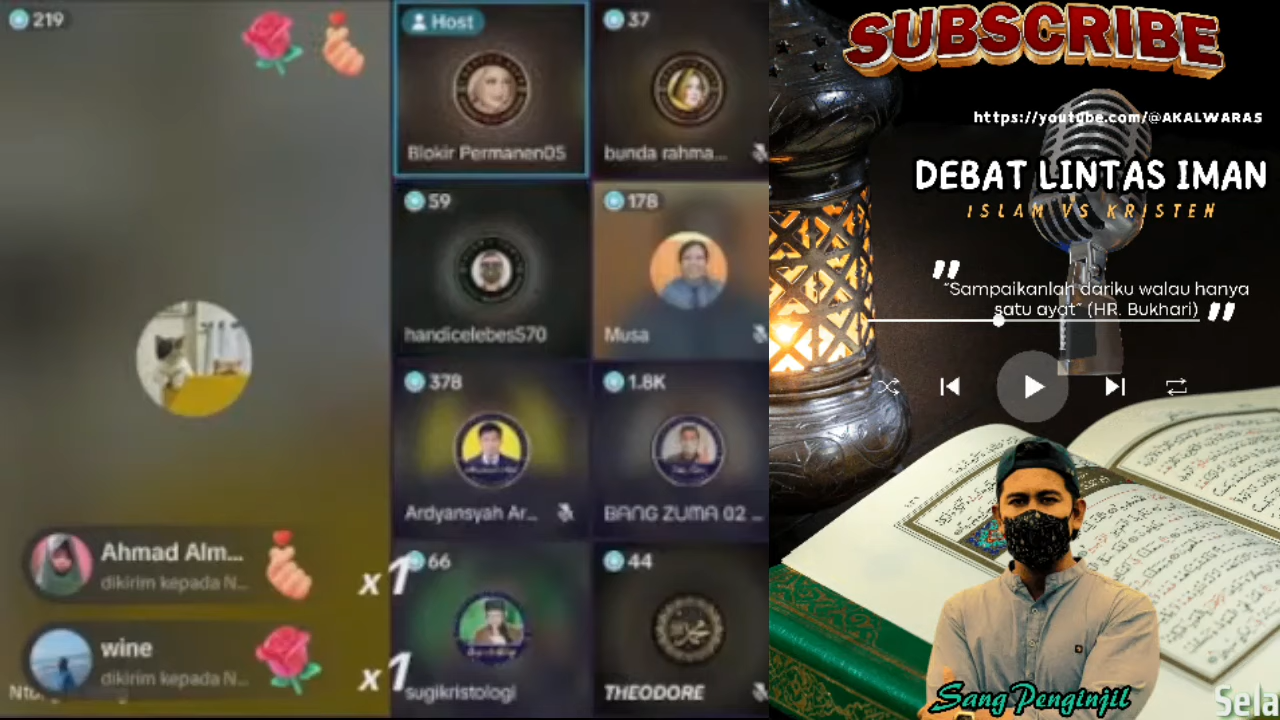 219
Host
Blokir Permanen05
37
bunda rahma...
59
handicelebes570
178
Musa
378
Ardyansyah Ar...
1.8K
BANG ZUMA 02 ...
66
sugikristologi
44
THEODORE
Ahmad Alm...
dikirim kepada N...
x1
wine
dikirim kepada N...
x1
SUBSCRIBE
https://youtube.com/@AKALWARAS
DEBAT LINTAS IMAN
ISLAM VS KRISTEN
"Sampaikanlah dariku walau hanya
satu ayat" (HR. Bukhari)
Sang Penginjil
Sela